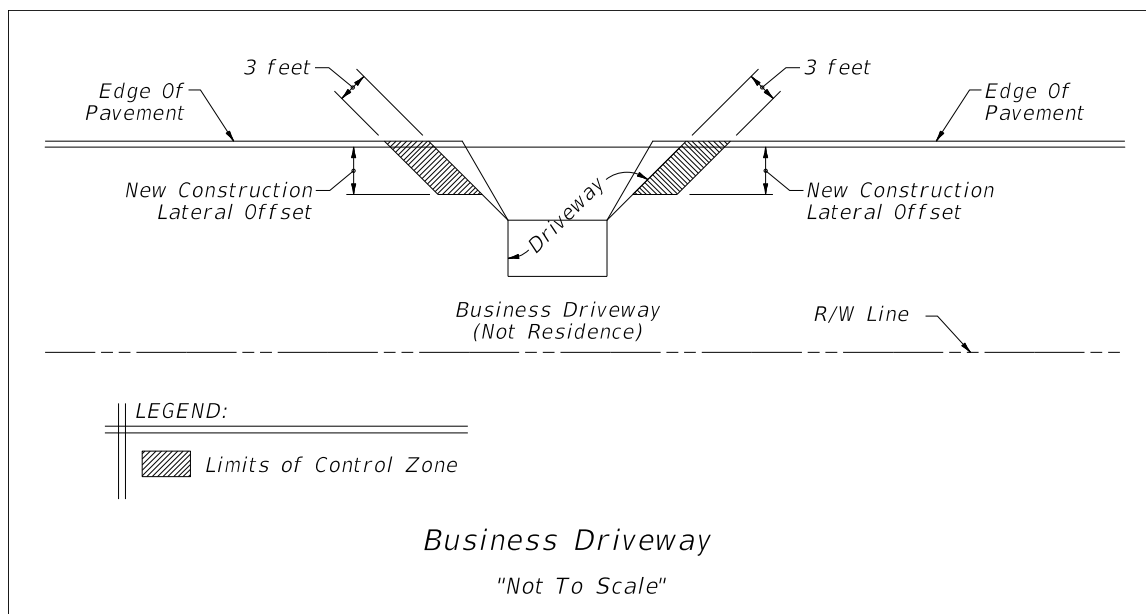 3 feet
3 feet
Edge Of
Pavement
Edge Of
Pavement
New Construction
Lateral Offset
Driveway
New Construction
Lateral Offset
Business Driveway
(Not Residence)
R/W Line
LEGEND:
Limits of Control Zone
Business Driveway
"Not To Scale"